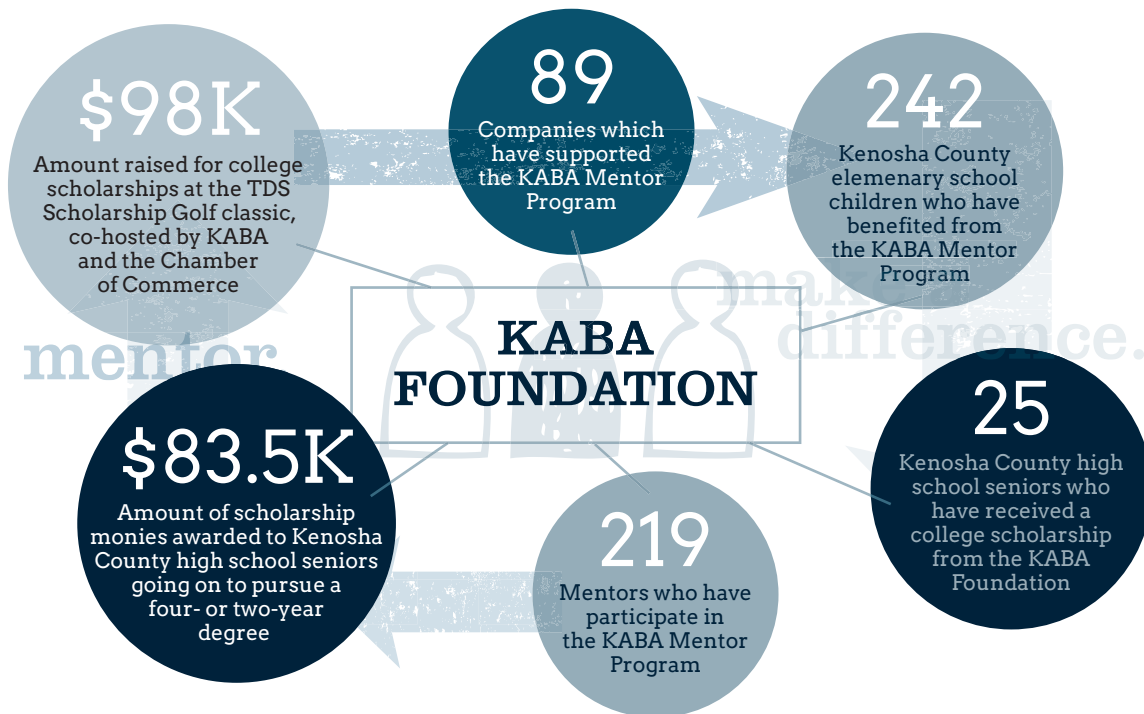 $98K
Amount raised for college
scholarships at the TDS
Scholarship Golf classic,
co-hosted by KABA
and the Chamber
of Commerce
89
Companies which
have supported
the KABA Mentor
Program
242
Kenosha County
elemenary school
children who have
benefited from
the KABA Mentor
Program
mentor
make a
difference.
KABA
FOUNDATION
$83.5K
Amount of scholarship
monies awarded to Kenosha
County high school seniors
going on to pursue a
four- or two-year
degree
219
Mentors who have
participate in
the KABA Mentor
Program
25
Kenosha County high
school seniors who
have received a
college scholarship
from the KABA
Foundation